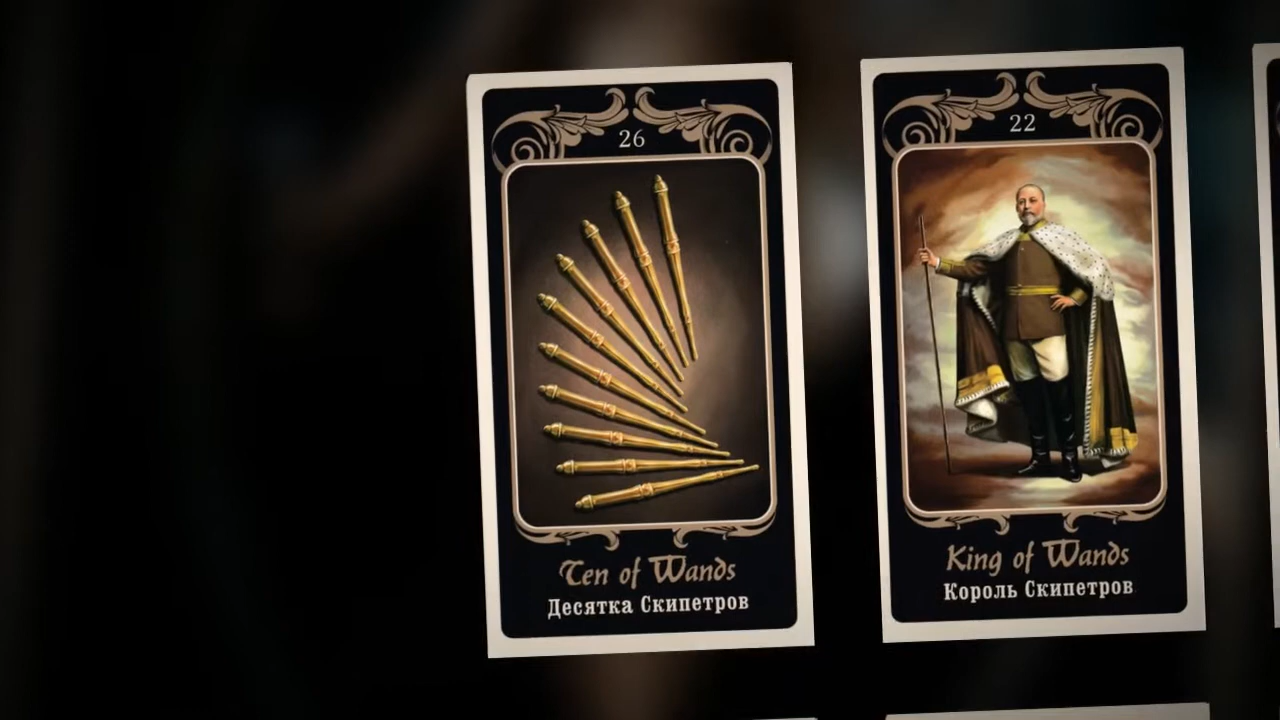 26
Ten of Wands
Десятка Скипетров
22
King of Wands
Король Скипетров